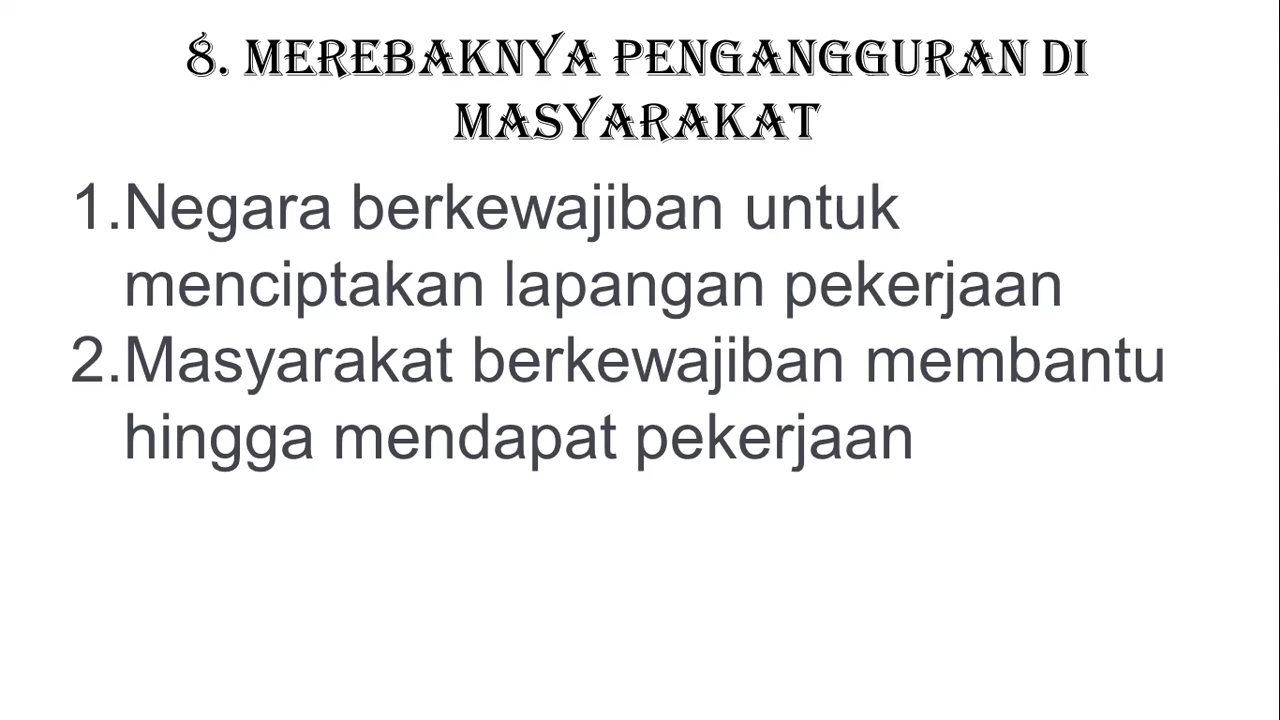 8. MEREBAKNYA PENGANGGURAN DI
MASYARAKAT
1.Negara berkewajiban untuk
menciptakan lapangan pekerjaan
2.Masyarakat berkewajiban membantu
hingga mendapat pekerjaan